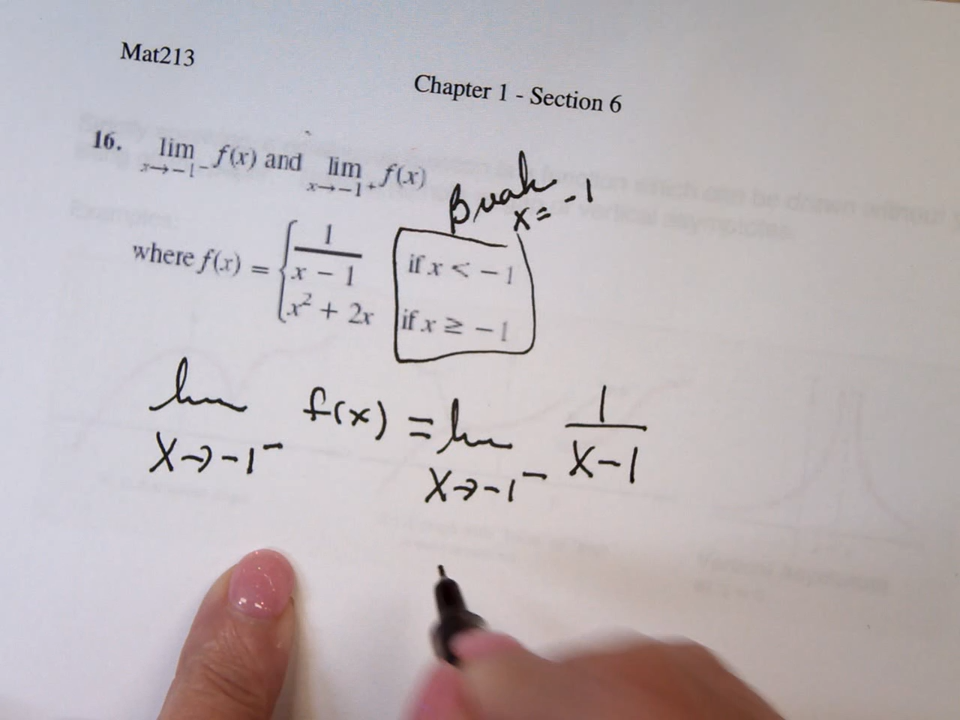 Mat213
Chapter 1 - Section 6
16. lim x→-1⁻ f(x) and lim x→-1⁺ f(x)
Break
x = -1
where f(x) = { 1/(x - 1) if x < -1
x² + 2x if x ≥ -1
lim x→-1⁻ f(x) = lim x→-1⁻ 1/(x-1)